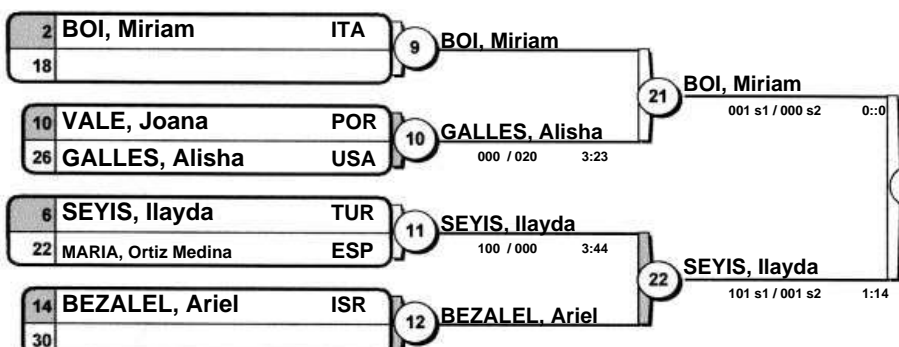 2 BOI, Miriam ITA
18
9 BOI, Miriam
10 VALE, Joana POR
26 GALLES, Alisha USA
10 GALLES, Alisha
000 / 020 3:23
21 BOI, Miriam
001 s1 / 000 s2 0::0
6 SEYIS, Ilayda TUR
22 MARIA, Ortiz Medina ESP
11 SEYIS, Ilayda
100 / 000 3:44
14 BEZALEL, Ariel ISR
30
12 BEZALEL, Ariel
22 SEYIS, Ilayda
101 s1 / 001 s2 1:14